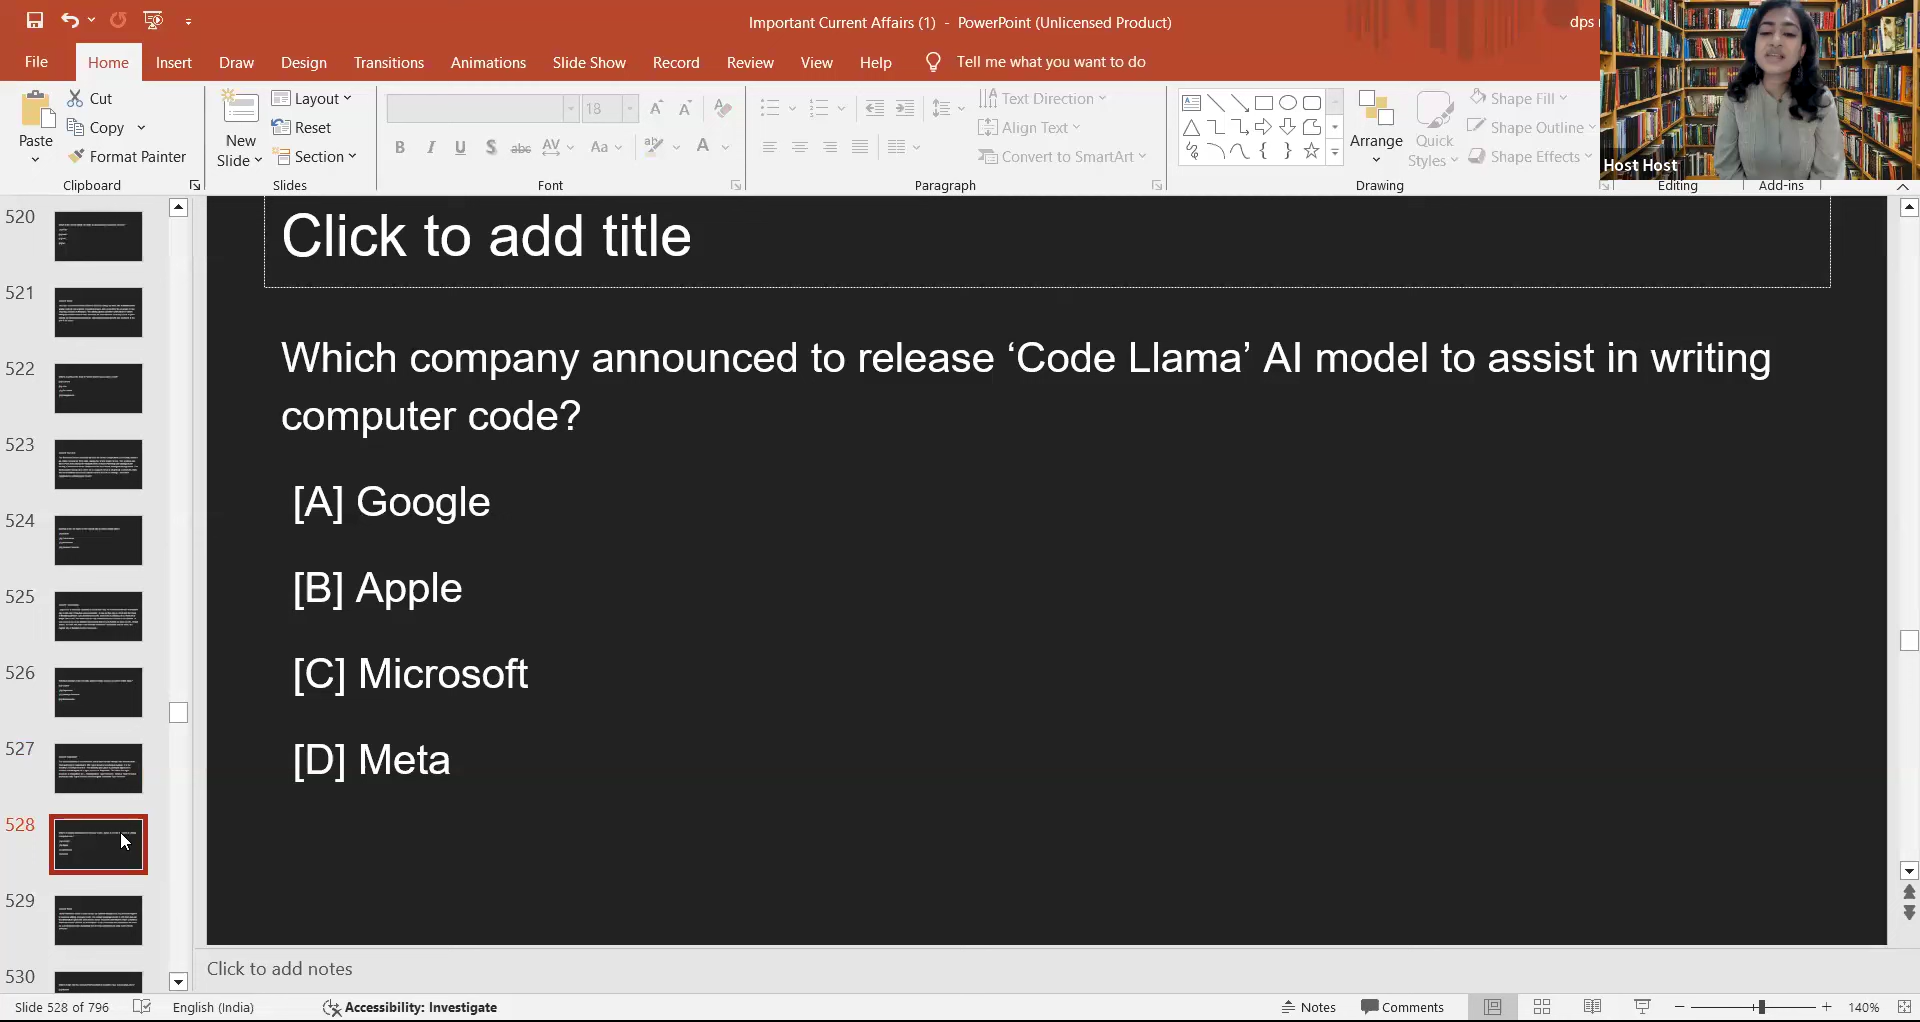 Important Current Affairs (1) - PowerPoint (Unlicensed Product)
dps
File
Home
Insert
Draw
Design
Transitions
Animations
Slide Show
Record
Review
View
Help
Tell me what you want to do
Paste
Cut
Copy
Format Painter
Clipboard
New Slide
Layout
Reset
Section
Slides
18
B I U S abc AV Aa A
Font
Text Direction
Align Text
Convert to SmartArt
Paragraph
Arrange
Quick Styles
Shape Fill
Shape Outline
Shape Effects
Drawing
Editing
Add-ins
Host Host
520
521
522
523
524
525
526
527
528
529
530
Click to add title
Which company announced to release ‘Code Llama’ AI model to assist in writing
computer code?
[A] Google
[B] Apple
[C] Microsoft
[D] Meta
Click to add notes
Slide 528 of 796
English (India)
Accessibility: Investigate
Notes
Comments
140%